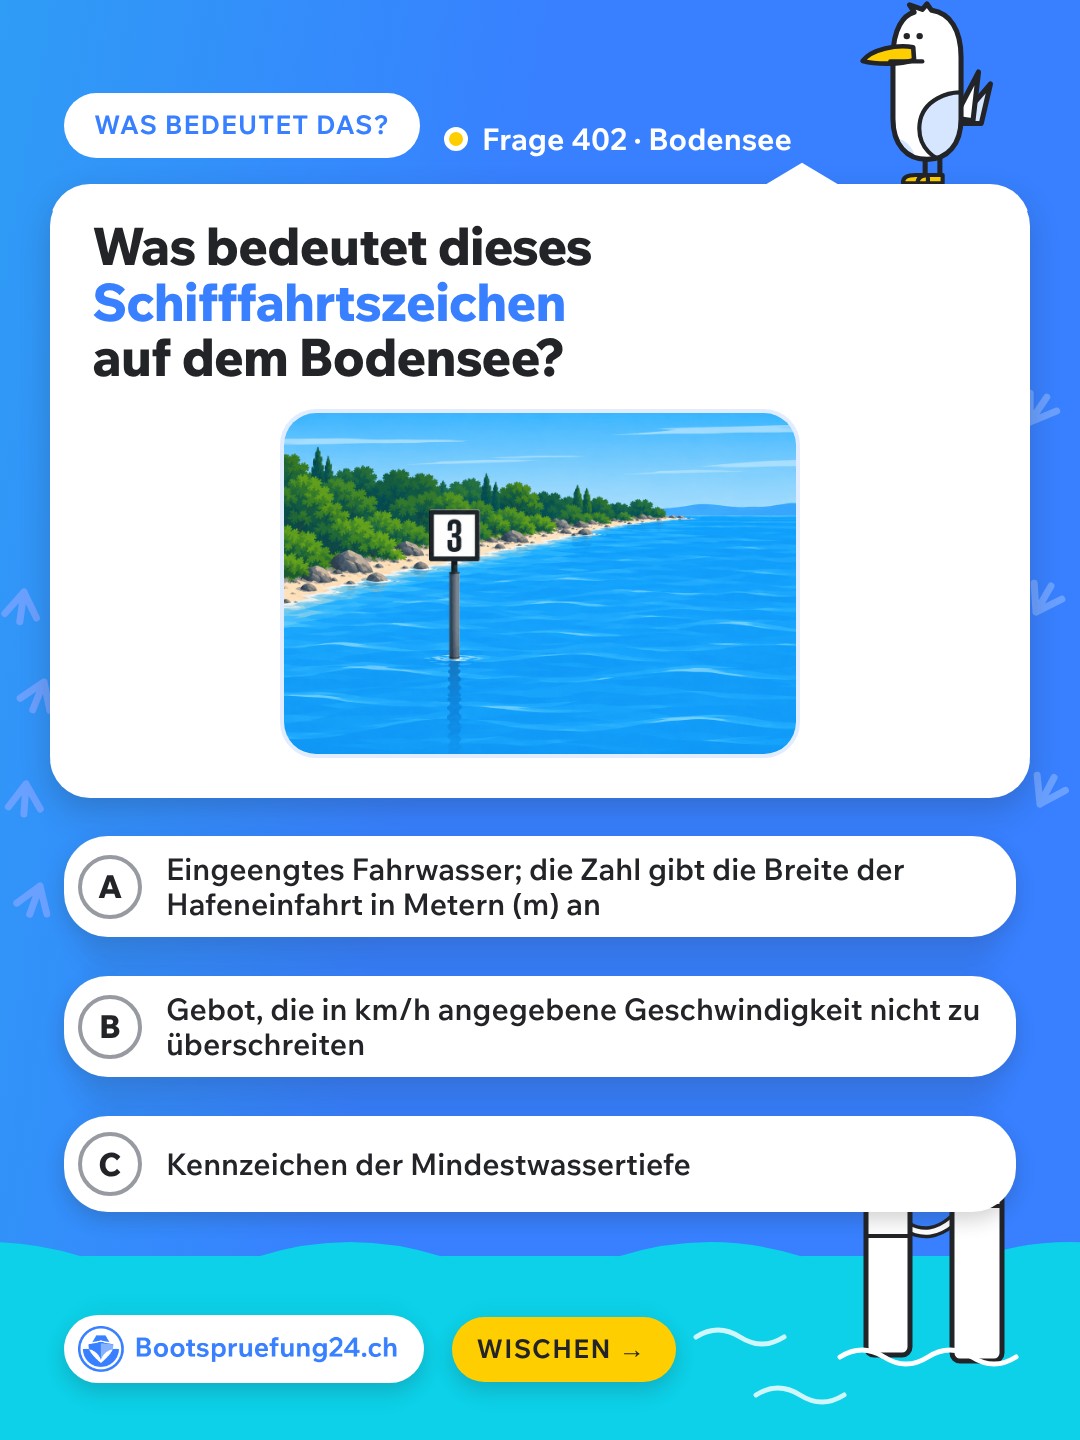 WAS BEDEUTET DAS?
Frage 402 · Bodensee
Was bedeutet dieses
Schifffahrtszeichen
auf dem Bodensee?
3
A
Eingeengtes Fahrwasser; die Zahl gibt die Breite der
Hafeneinfahrt in Metern (m) an
B
Gebot, die in km/h angegebene Geschwindigkeit nicht zu
überschreiten
C
Kennzeichen der Mindestwassertiefe
Bootspruefung24.ch
WISCHEN →